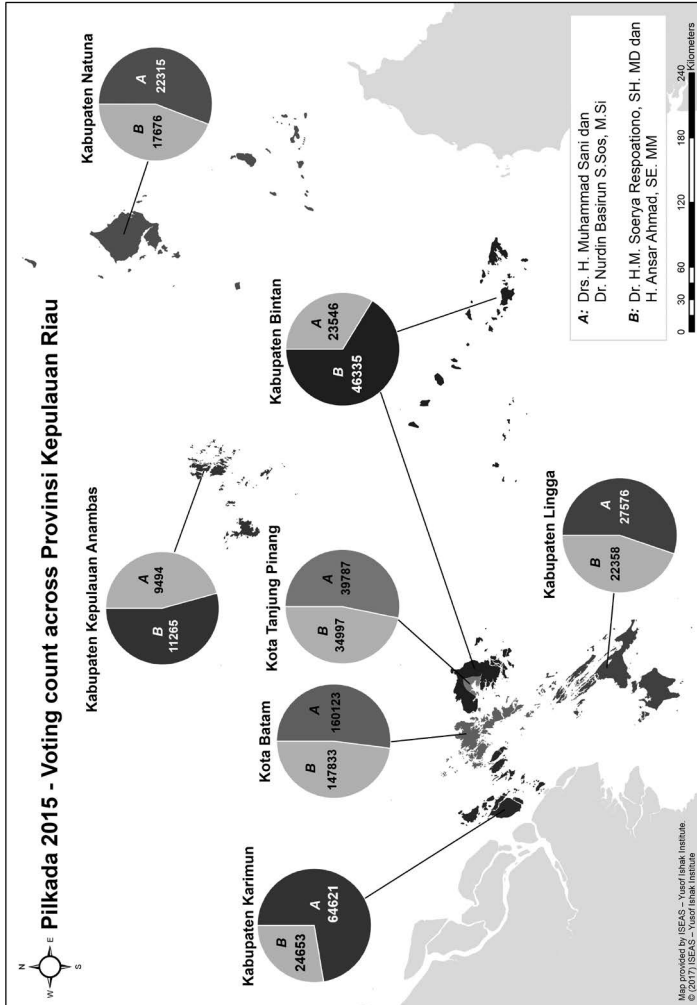 Pilkada 2015 - Voting count across Provinsi Kepulauan Riau
N
W
E
S
Kabupaten Natuna
B
17676
A
22315
Kabupaten Kepulauan Anambas
B
11265
A
9494
Kabupaten Bintan
B
46335
A
23546
Kota Tanjung Pinang
B
34997
A
39787
Kota Batam
B
147833
A
160123
Kabupaten Karimun
B
24653
A
64621
Kabupaten Lingga
B
22358
A
27576
A: Drs. H. Muhammad Sani dan
Dr. Nurdin Basirun S.Sos, M.Si
B: Dr. H.M. Soerya Respoationo, SH. MD dan
H. Ansar Ahmad, SE. MM
0 30 60 120 240
Kilometers
Map provided by ISEAS – Yusof Ishak Institute.
© (2017) ISEAS – Yusof Ishak Institute